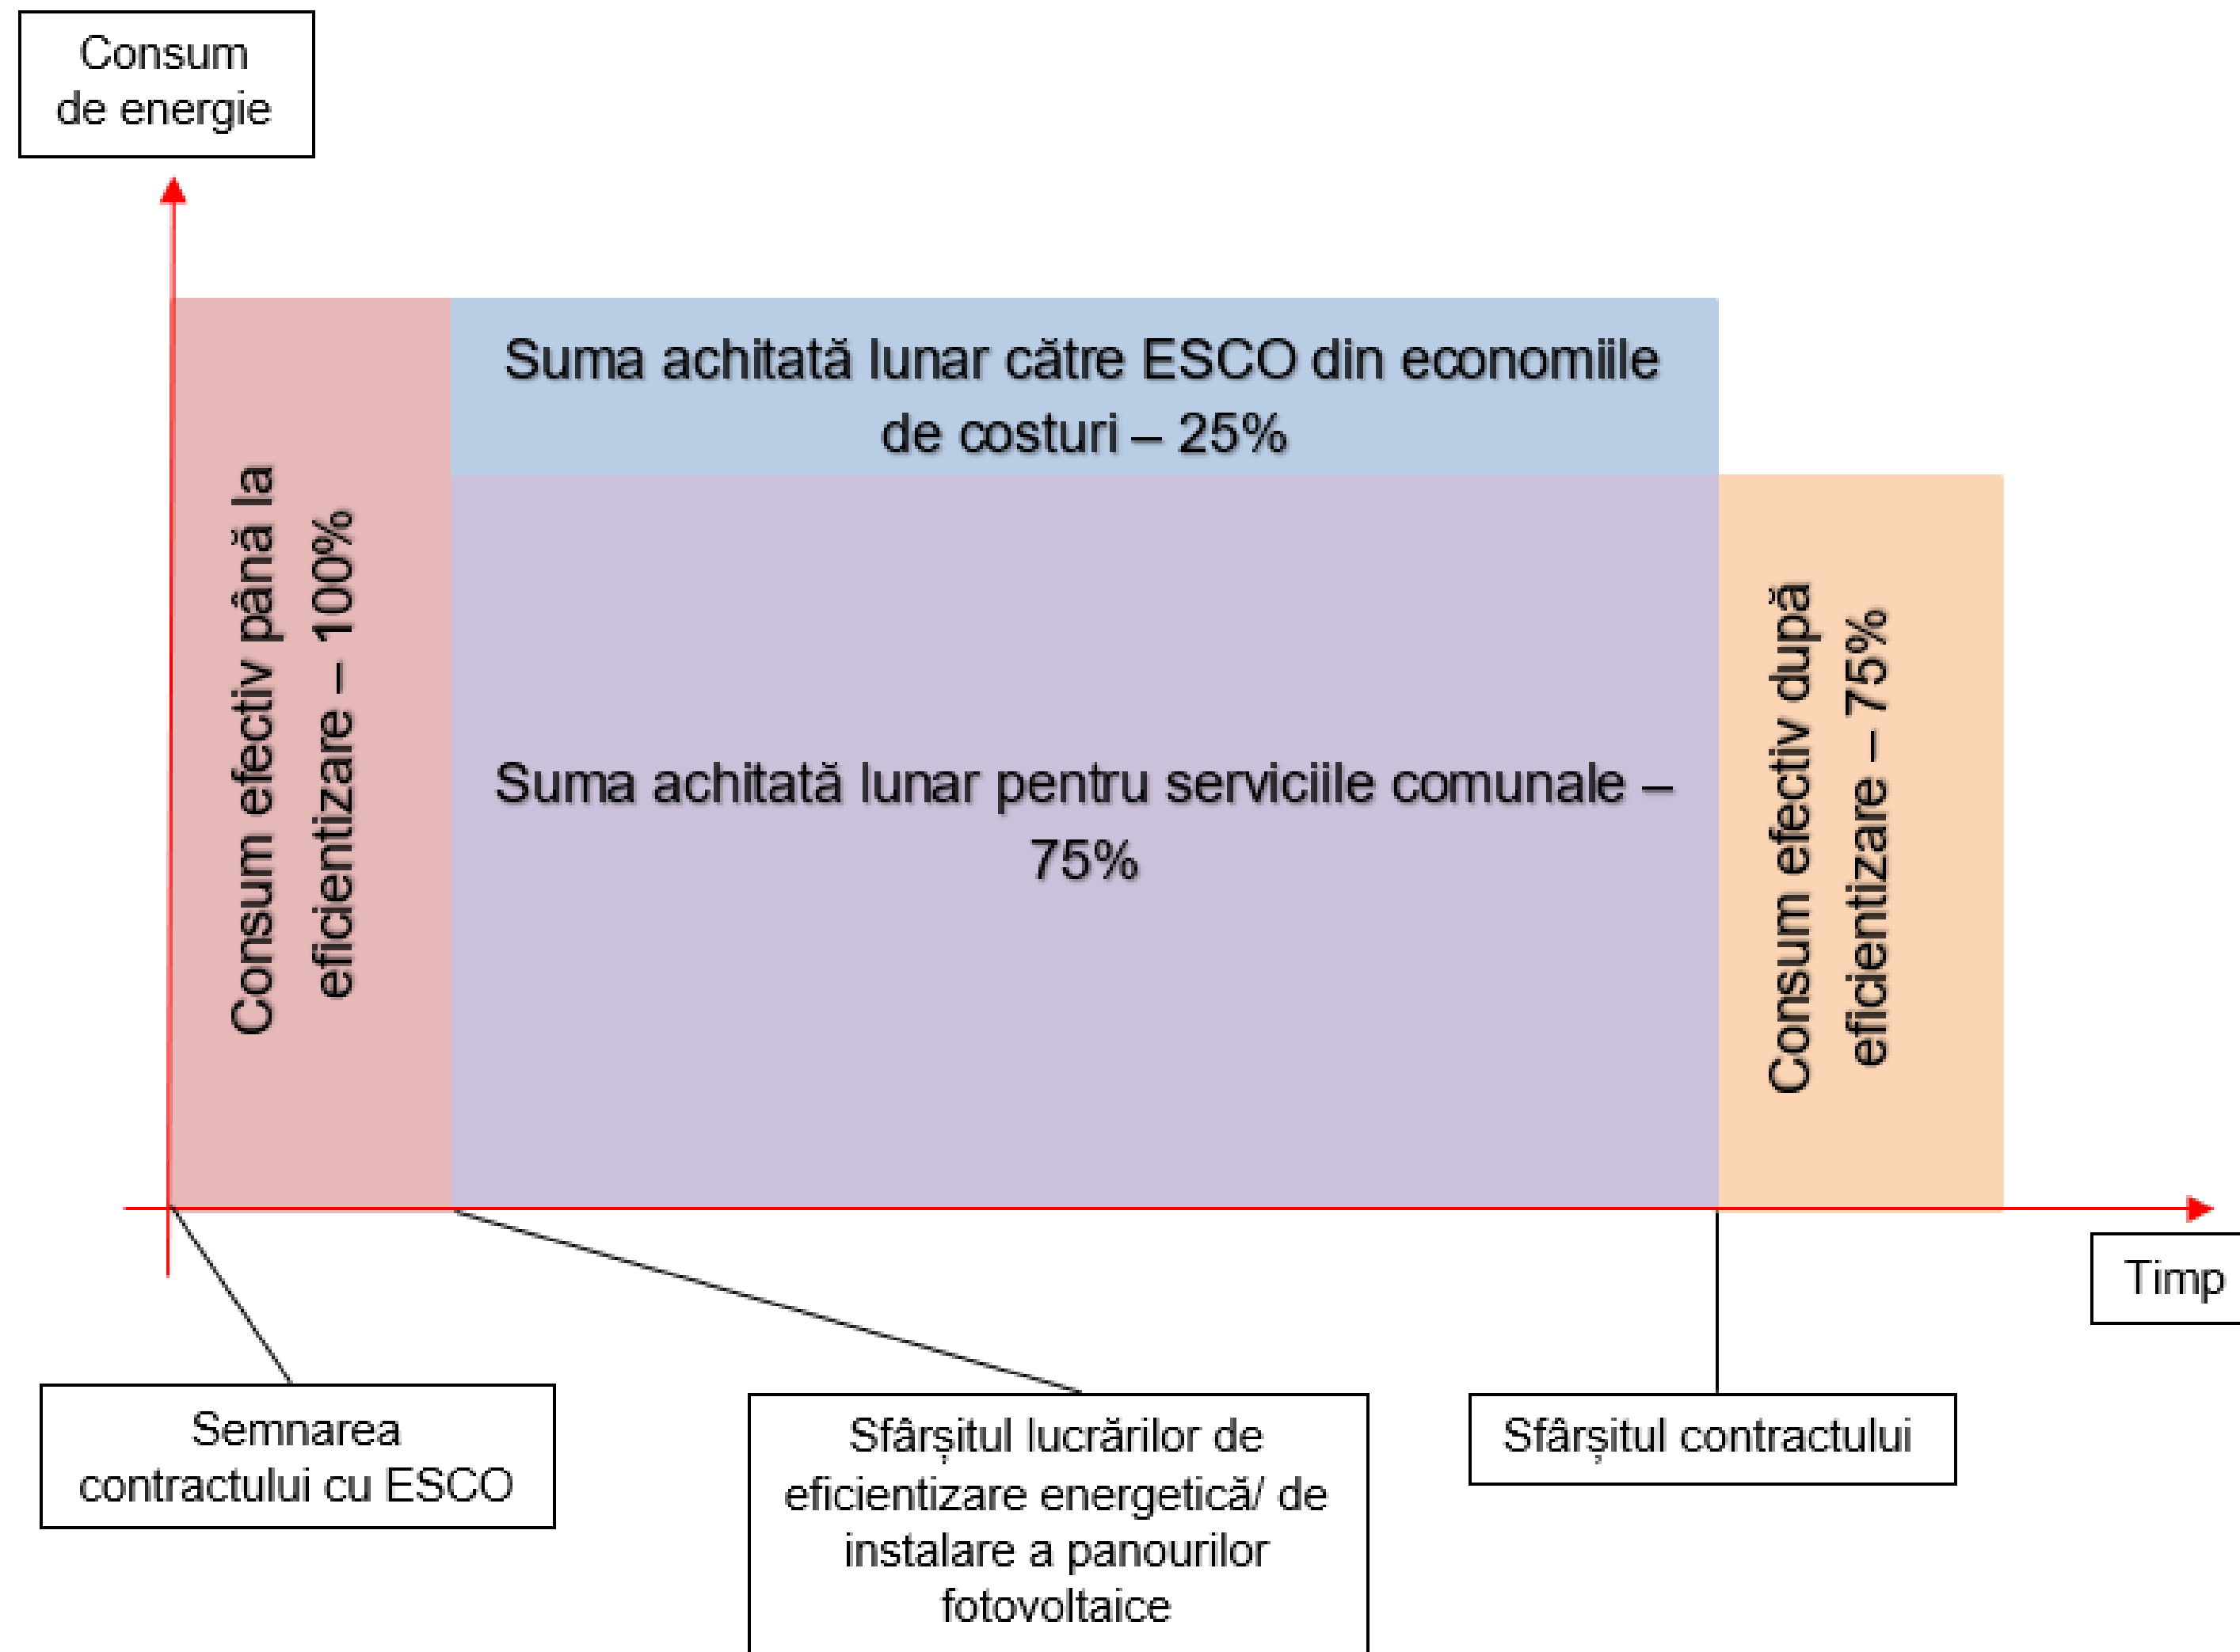 Consum
de energie
Suma achitată lunar către ESCO din economiile
de costuri – 25%
Consum efectiv până la
eficientizare – 100%
Suma achitată lunar pentru serviciile comunale –
75%
Consum efectiv după
eficientizare – 75%
Timp
Semnarea
contractului cu ESCO
Sfârșitul lucrărilor de
eficientizare energetică/ de
instalare a panourilor
fotovoltaice
Sfârșitul contractului